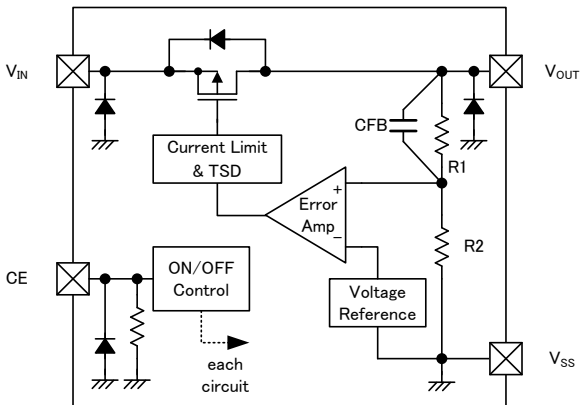 VIN
VOUT
CFB
R1
Current Limit
& TSD
+
Error
Amp
−
R2
CE
ON/OFF
Control
Voltage
Reference
each
circuit
VSS